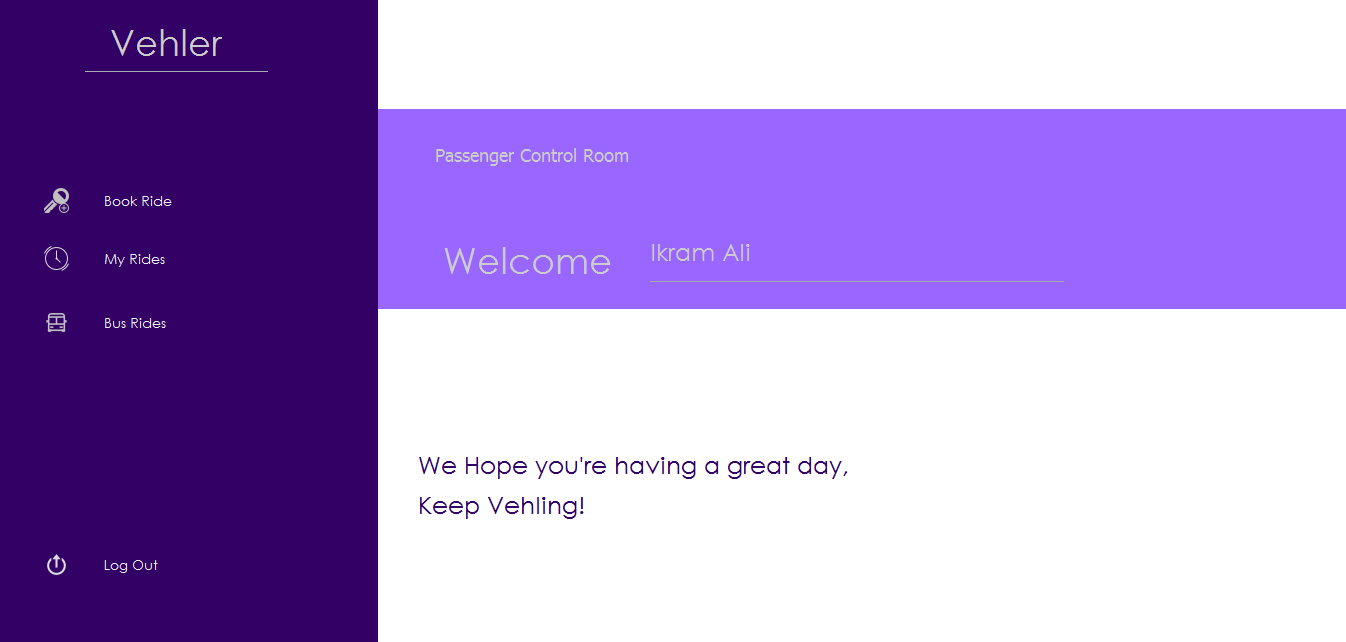 Vehler
Book Ride
My Rides
Bus Rides
Log Out
Passenger Control Room
Welcome Ikram Ali
We Hope you're having a great day,
Keep Vehling!